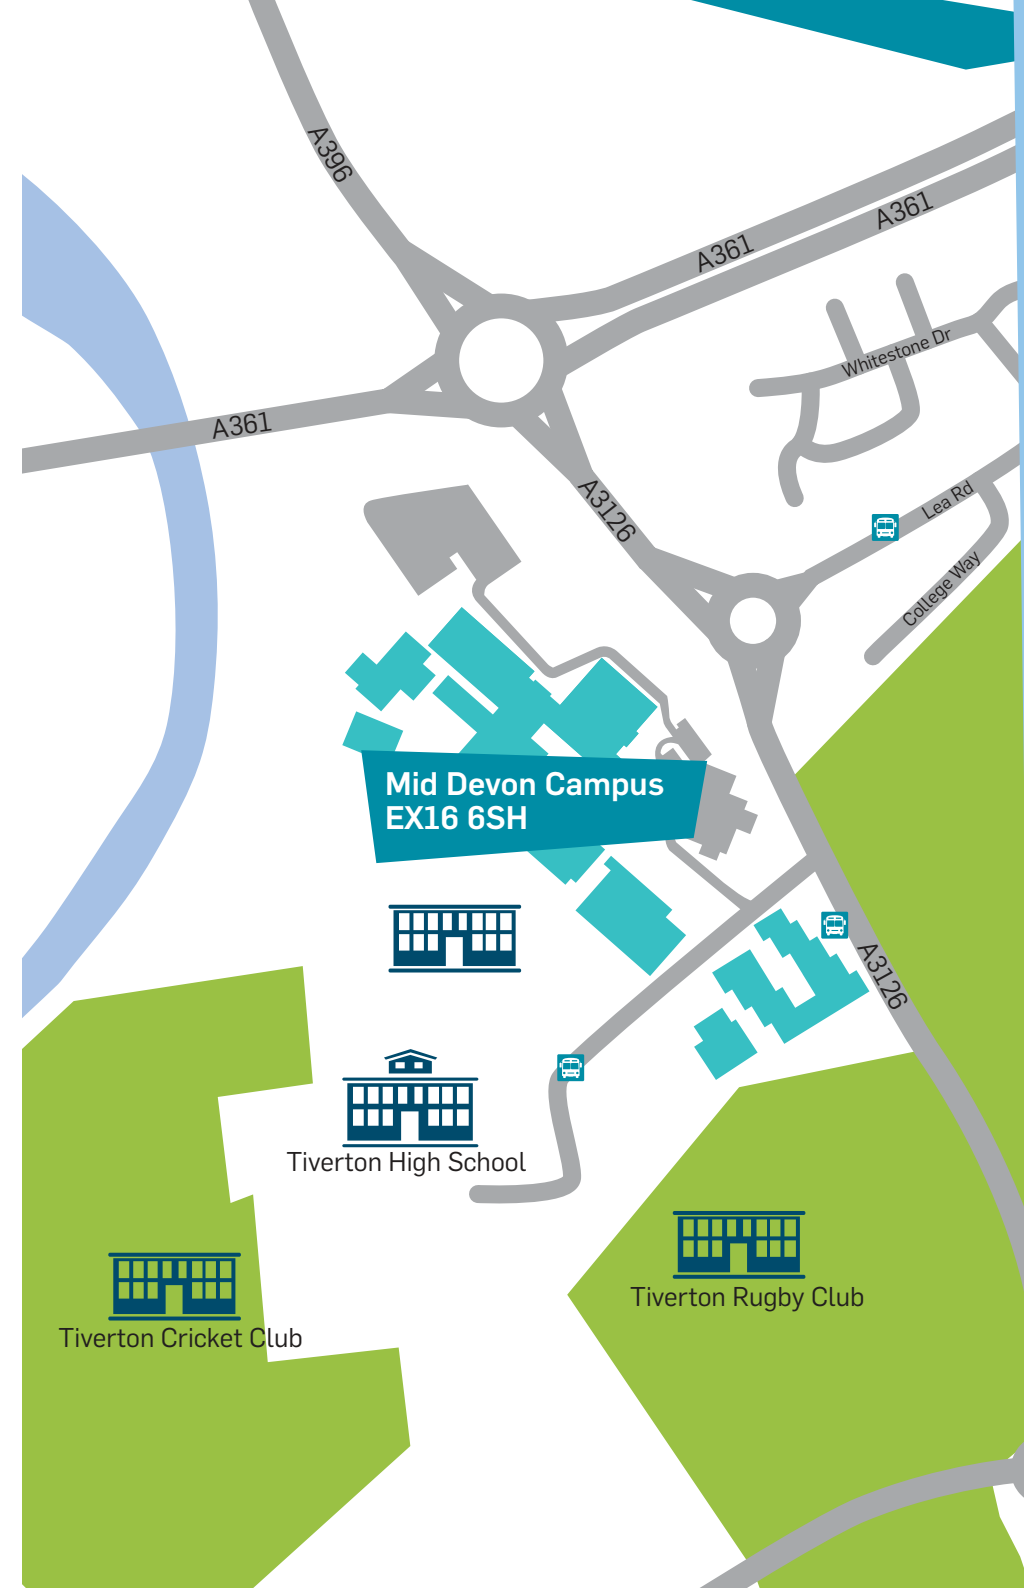 A396
A361
A361
Whitestone Dr
A361
A3126
Lea Rd
College Way
Mid Devon Campus
EX16 6SH
A3126
Tiverton High School
Tiverton Rugby Club
Tiverton Cricket Club